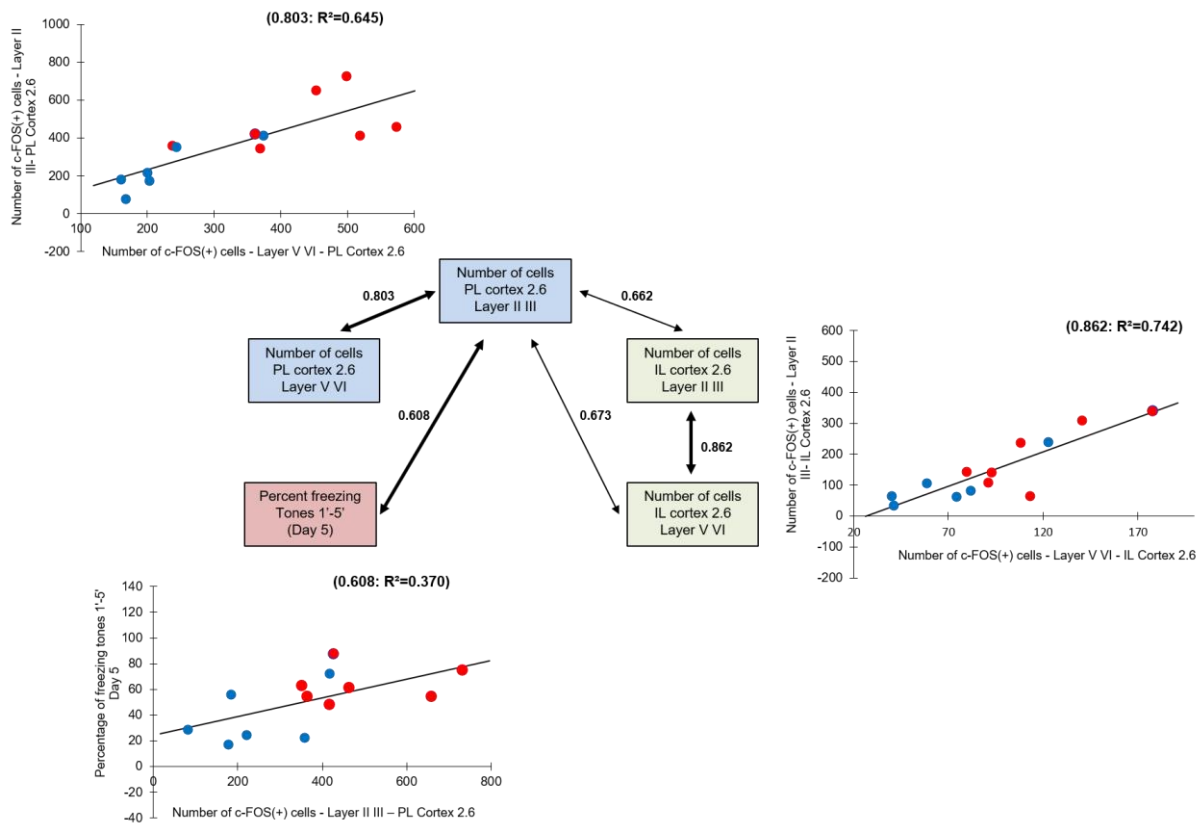 (0.803: R²=0.645)
Number of c-FOS(+) cells - Layer II
III- PL Cortex 2.6
1000
800
600
400
200
0
-200
100
200
300
400
500
600
Number of c-FOS(+) cells - Layer V VI - PL Cortex 2.6
Number of cells
PL cortex 2.6
Layer II III
0.803
0.662
Number of cells
PL cortex 2.6
Layer V VI
Number of cells
IL cortex 2.6
Layer II III
0.608
0.673
0.862
Percent freezing
Tones 1'-5'
(Day 5)
Number of cells
IL cortex 2.6
Layer V VI
(0.862: R²=0.742)
Number of c-FOS(+) cells - Layer II
III- IL Cortex 2.6
600
500
400
300
200
100
0
-100
-200
20
70
120
170
Number of c-FOS(+) cells - Layer V VI - IL Cortex 2.6
(0.608: R²=0.370)
Percentage of freezing tones 1'-5'
Day 5
140
120
100
80
60
40
20
0
-20
-40
0
200
400
600
800
Number of c-FOS(+) cells - Layer II III – PL Cortex 2.6